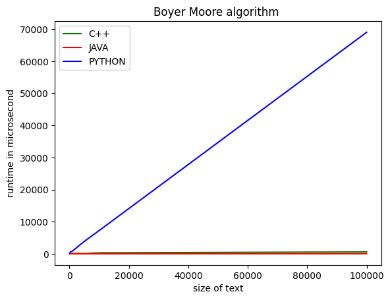 Boyer Moore algorithm
C++
JAVA
PYTHON
runtime in microsecond
70000
60000
50000
40000
30000
20000
10000
0
0 20000 40000 60000 80000 100000
size of text